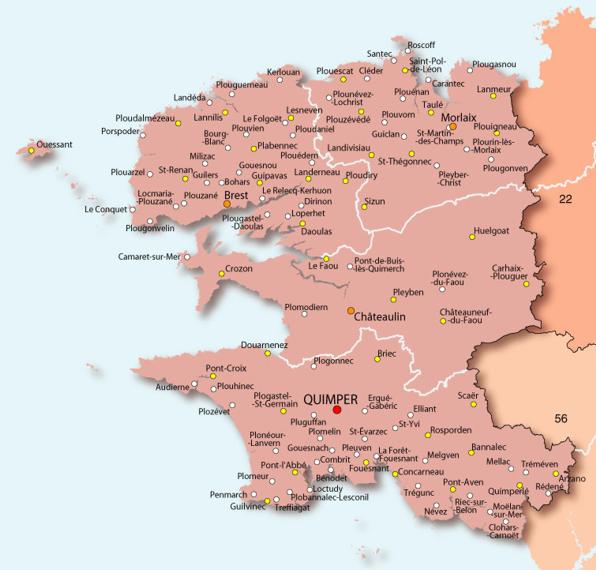 Roscoff
Santec
Saint-Pol-
de-Léon
Kerlouan
Plouescat
Cléder
Plougasnou
Plouguerneau
Carantec
Plouénan
Lanmeur
Landéda
Plounévez-
Lochrist
Taulé
Lesneven
Lannilis
Le Folgoët
Ploudalmézeau
Plouzévédé
Plouvorn
Morlaix
Plouigneau
Porspoder
Bourg-
Blanc
Plouvien
Ploudaniel
Guiclan
St-Martin-
des-Champs
Ouessant
Plabennec
Landivisiau
Plourin-lès-
Morlaix
Milizac
Plouédern
St-Thégonnec
Plouarzel
St-Renan
Gouesnou
Plouigonven
Guilers
Guipavas
Landerneau
Ploudiry
Pleyber-
Christ
Bohars
Locmaria-
Plouzané
Plouzané
Brest
Le Relecq-Kerhuon
Sizun
22
Le Conquet
Dirinon
Plougonvelin
Plougastel-
Daoulas
Loperhet
Daoulas
Huelgoat
Camaret-sur-Mer
Crozon
Le Faou
Pont-de-Buis-
lès-Quimerch
Carhaix-
Plouguer
Plonévez-
du-Faou
Pleyben
Plomodiern
Châteaulin
Châteauneuf-
-du-Faou
Douarnenez
Plogonnec
Briec
Pont-Croix
Audierne
Plouhinec
Plogastel-
-St-Germain
QUIMPER
Ergué-
Gabéric
Scaër
Plozévet
Elliant
56
Pluguffan
St-Yvi
Rosporden
Plomelin
St-Evarzec
Plonéour-
Lanvern
Gouesnach
Pleuven
La Forêt-
-Fouesnant
Melgven
Bannalec
Mellac
Tréméven
Pont-l'Abbé
Combrit
Fouesnant
Concarneau
Arzano
Bénodet
Plomeur
Pont-Aven
Quimperlé
Rédené
Penmarch
Loctudy
Trégunc
Riec-sur-
-Belon
Moëlan-
-sur-Mer
Guilvinec
Plobannalec-Lesconil
Treffiagat
Névez
Clohars-
Carnoët